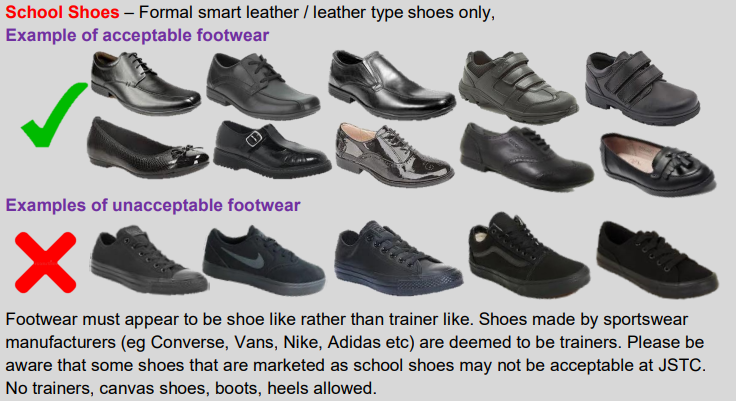 School Shoes – Formal smart leather / leather type shoes only,
Example of acceptable footwear
Examples of unacceptable footwear
Footwear must appear to be shoe like rather than trainer like. Shoes made by sportswear
manufacturers (eg Converse, Vans, Nike, Adidas etc) are deemed to be trainers. Please be
aware that some shoes that are marketed as school shoes may not be acceptable at JSTC.
No trainers, canvas shoes, boots, heels allowed.